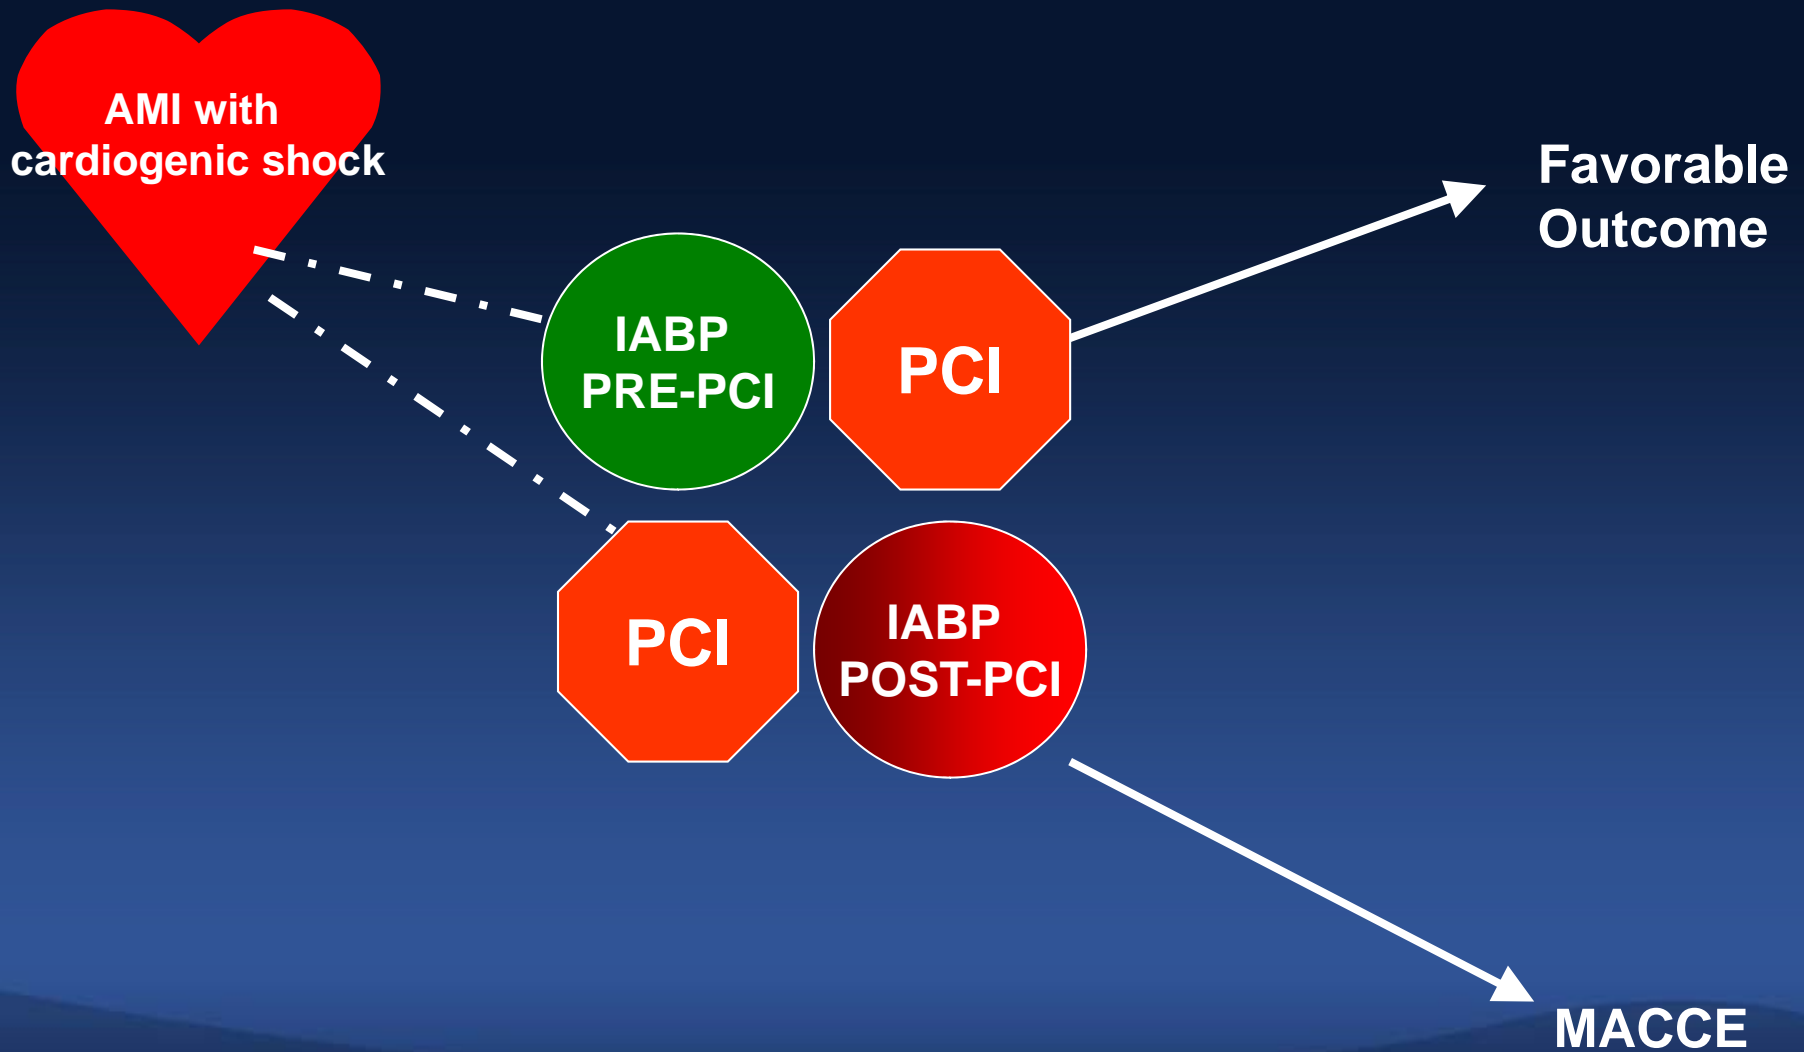 AMI with
cardiogenic shock
Favorable
Outcome
IABP
PRE-PCI
PCI
PCI
IABP
POST-PCI
MACCE